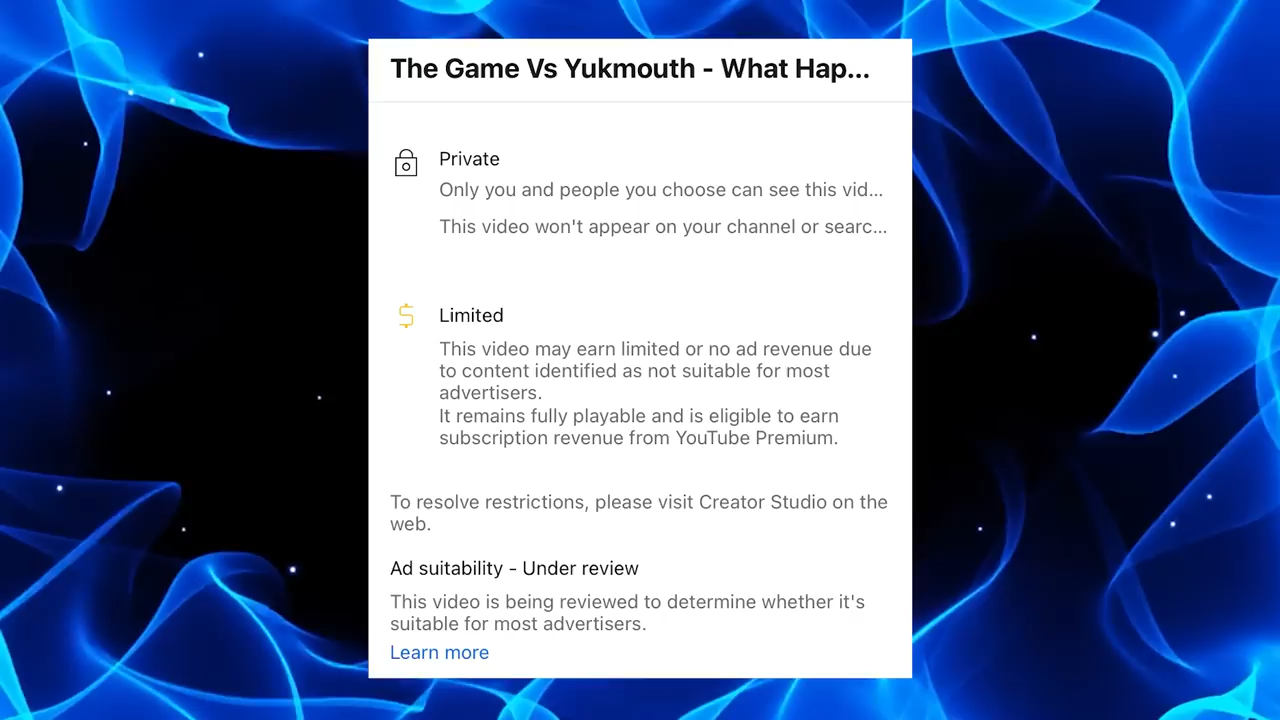 The Game Vs Yukmouth - What Hap...
Private
Only you and people you choose can see this vid...
This video won't appear on your channel or searc...
Limited
This video may earn limited or no ad revenue due
to content identified as not suitable for most
advertisers.
It remains fully playable and is eligible to earn
subscription revenue from YouTube Premium.
To resolve restrictions, please visit Creator Studio on the
web.
Ad suitability - Under review
This video is being reviewed to determine whether it's
suitable for most advertisers.
Learn more